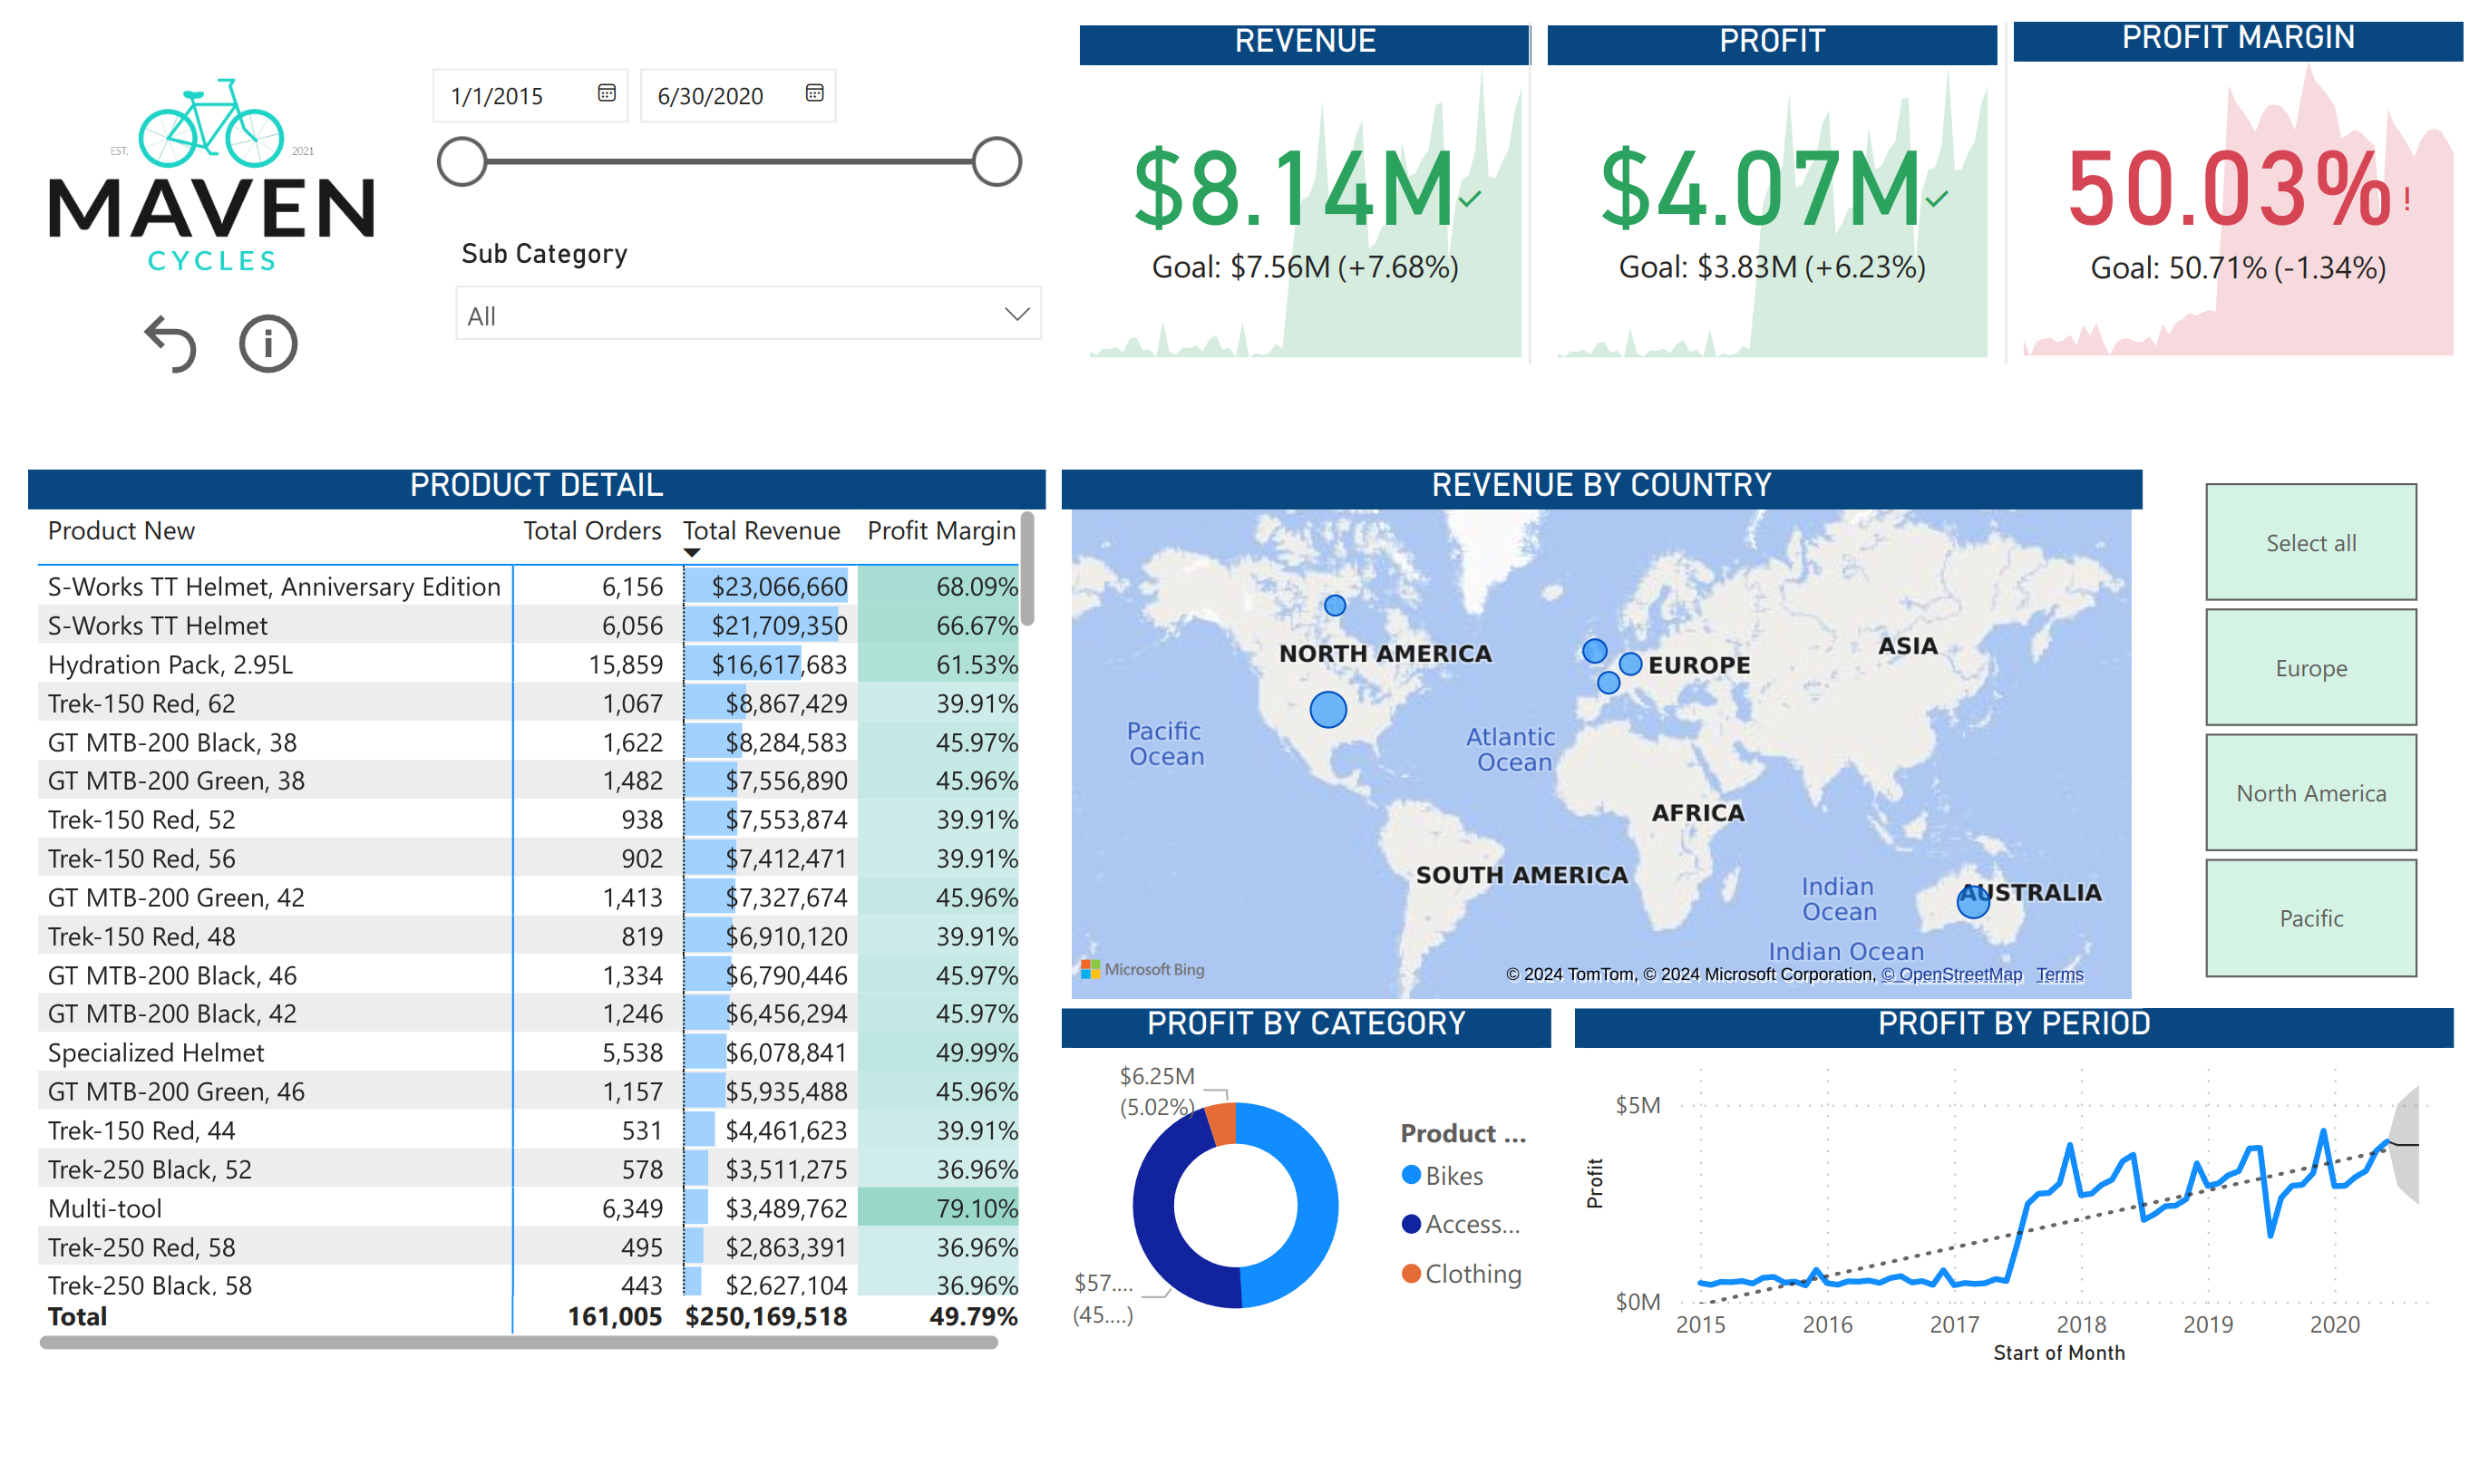 EST.
2021
MAVEN
CYCLES
1/1/2015
6/30/2020
Sub Category
All
REVENUE
$8.14M
Goal: $7.56M (+7.68%)
PROFIT
$4.07M
Goal: $3.83M (+6.23%)
PROFIT MARGIN
50.03%!
Goal: 50.71% (-1.34%)
PRODUCT DETAIL
Product New Total Orders Total Revenue Profit Margin
S-Works TT Helmet, Anniversary Edition 6,156 $23,066,660 68.09%
S-Works TT Helmet 6,056 $21,709,350 66.67%
Hydration Pack, 2.95L 15,859 $16,617,683 61.53%
Trek-150 Red, 62 1,067 $8,867,429 39.91%
GT MTB-200 Black, 38 1,622 $8,284,583 45.97%
GT MTB-200 Green, 38 1,482 $7,556,890 45.96%
Trek-150 Red, 52 938 $7,553,874 39.91%
Trek-150 Red, 56 902 $7,412,471 39.91%
GT MTB-200 Green, 42 1,413 $7,327,674 45.96%
Trek-150 Red, 48 819 $6,910,120 39.91%
GT MTB-200 Black, 46 1,334 $6,790,446 45.97%
GT MTB-200 Black, 42 1,246 $6,456,294 45.97%
Specialized Helmet 5,538 $6,078,841 49.99%
GT MTB-200 Green, 46 1,157 $5,935,488 45.96%
Trek-150 Red, 44 531 $4,461,623 39.91%
Trek-250 Black, 52 578 $3,511,275 36.96%
Multi-tool 6,349 $3,489,762 79.10%
Trek-250 Red, 58 495 $2,863,391 36.96%
Trek-250 Black, 58 443 $2,627,104 36.96%
Total 161,005 $250,169,518 49.79%
REVENUE BY COUNTRY
NORTH AMERICA
EUROPE
ASIA
Pacific
Ocean
Atlantic
Ocean
AFRICA
SOUTH AMERICA
Indian
Ocean
AUSTRALIA
Indian Ocean
Microsoft Bing
© 2024 TomTom, © 2024 Microsoft Corporation, © OpenStreetMap Terms
Select all
Europe
North America
Pacific
PROFIT BY CATEGORY
$6.25M
(5.02%)
$57....
(45....)
Product ...
Bikes
Access...
Clothing
PROFIT BY PERIOD
$5M
Profit
$0M
2015 2016 2017 2018 2019 2020
Start of Month